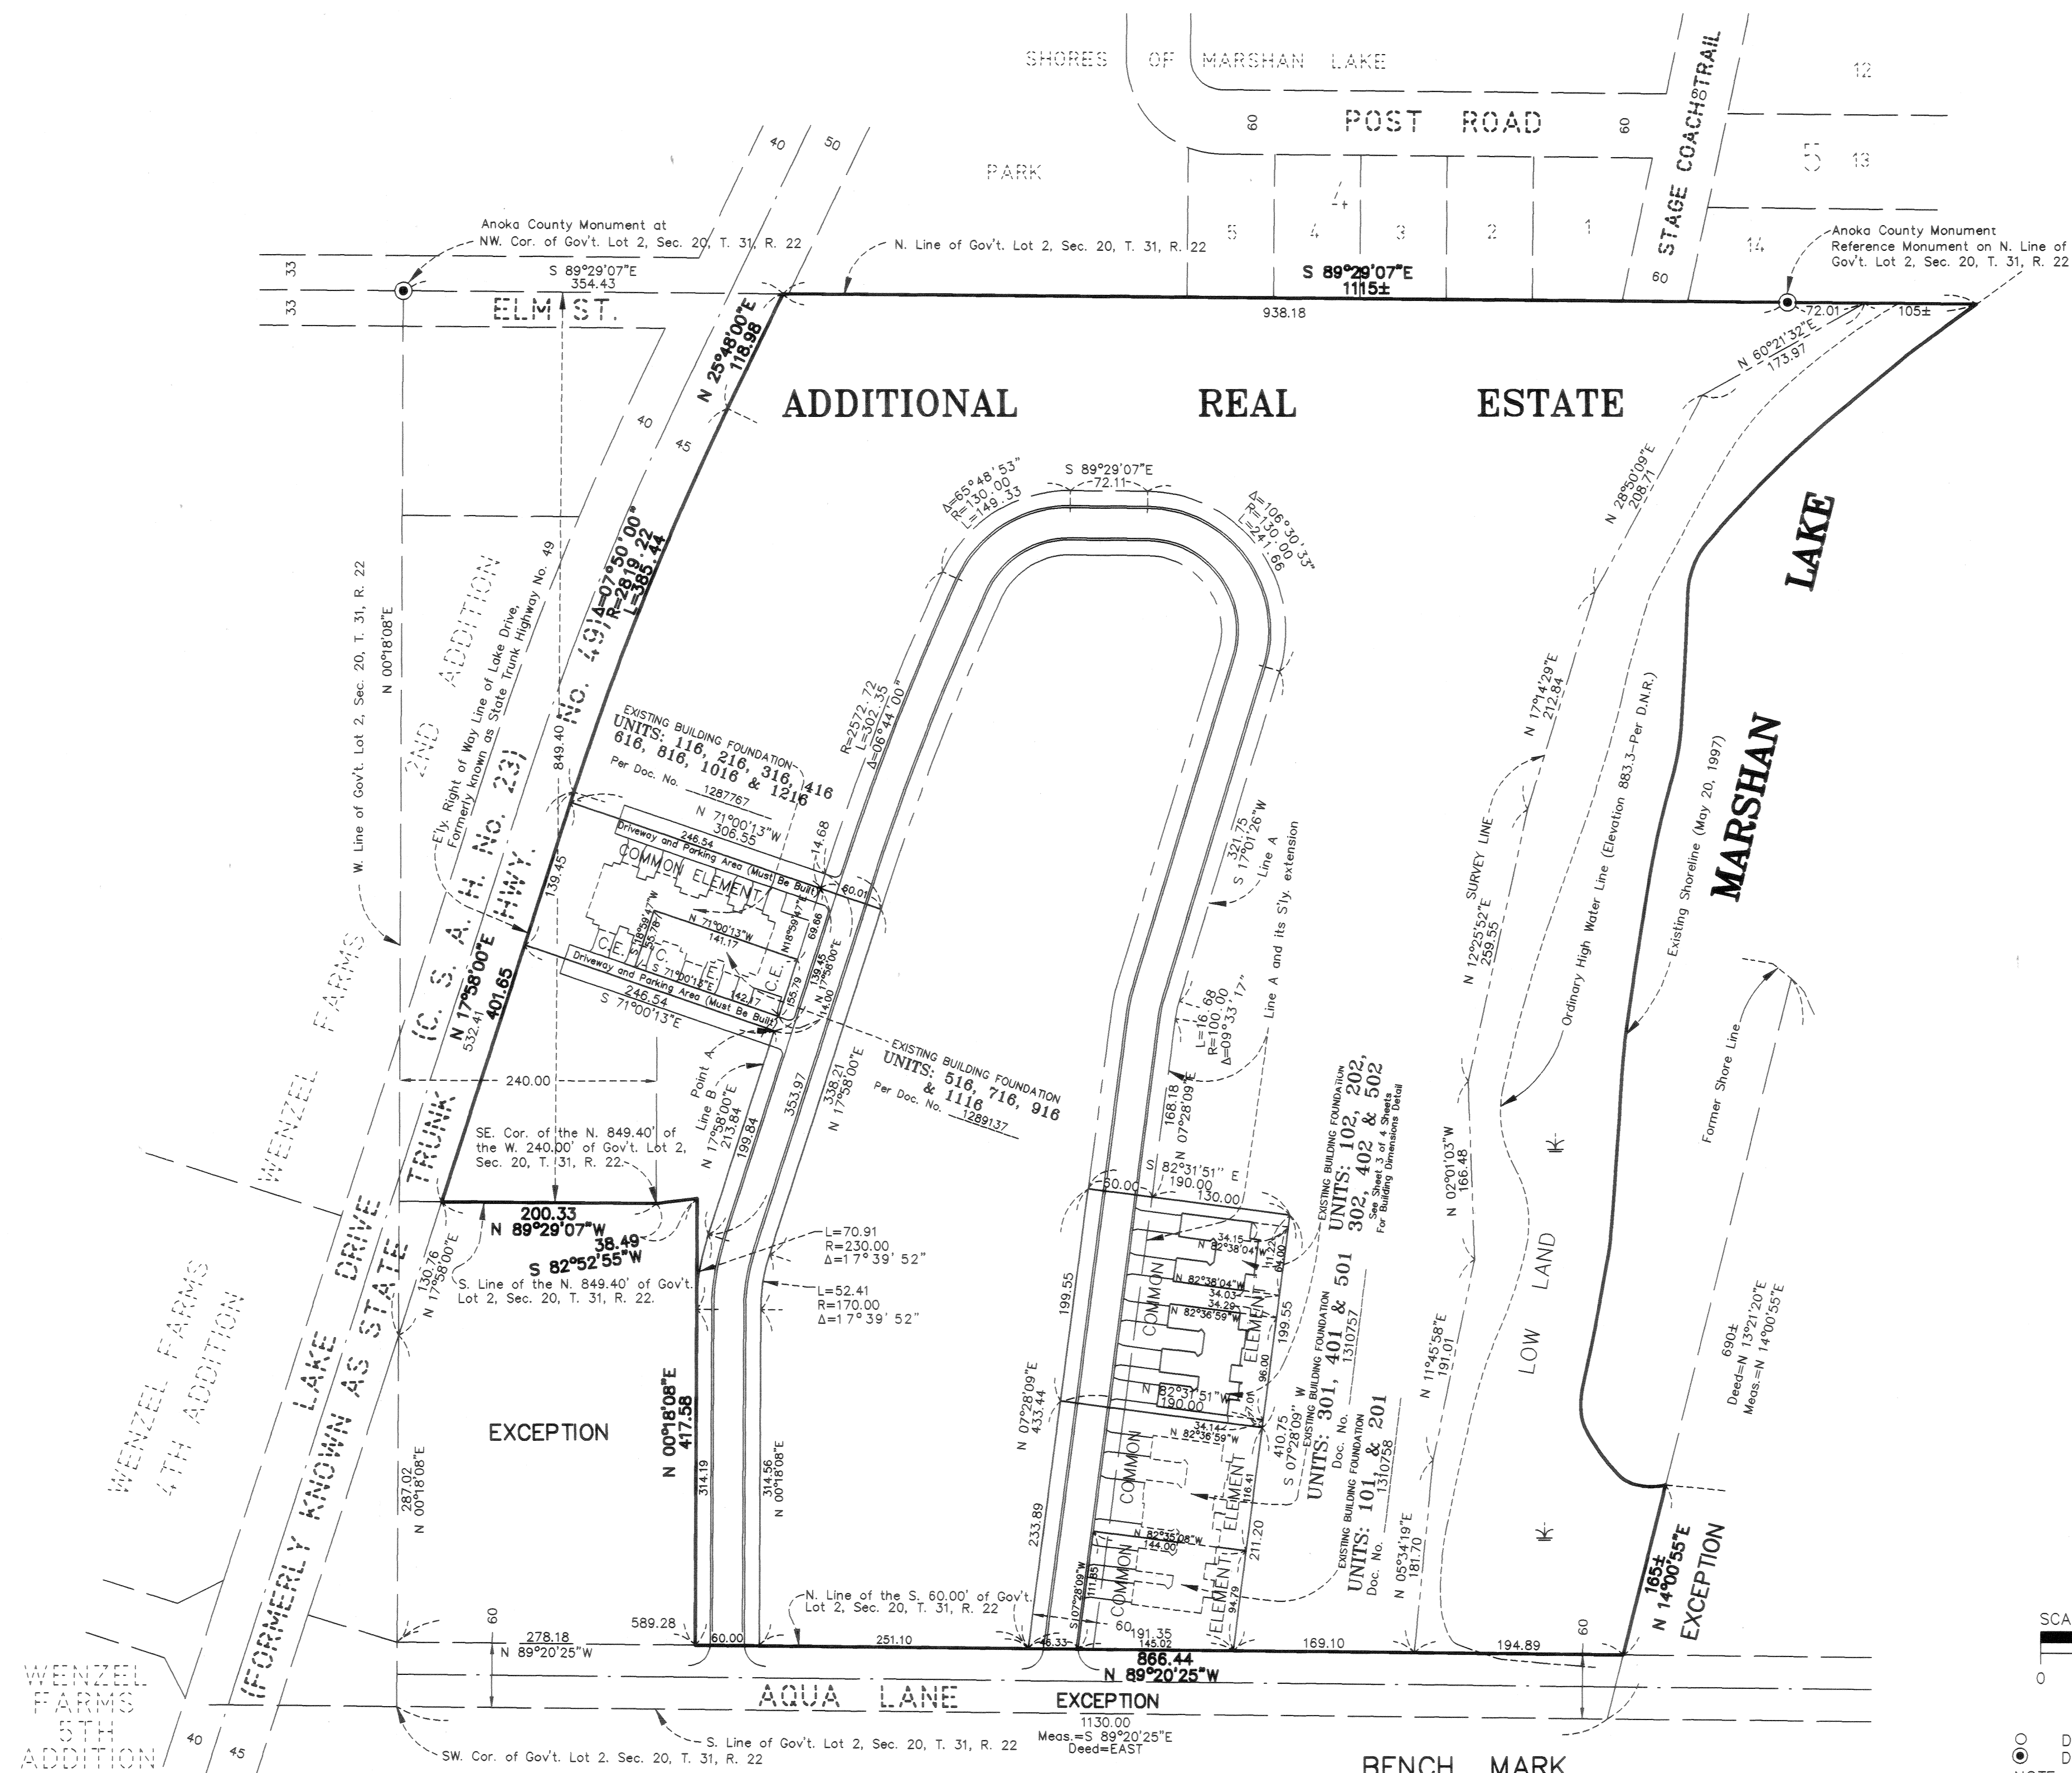 SHORES OF MARSHAN LAKE
POST ROAD
60
60
60
STAGE COACH TRAIL
60
12
5
13
14
PARK
4
5
4
3
2
1
40
50
Anoka County Monument at
NW. Cor. of Gov't. Lot 2, Sec. 20, T. 31, R. 22
N. Line of Gov't. Lot 2, Sec. 20, T. 31, R. 22
Anoka County Monument
Reference Monument on N. Line of
Gov't. Lot 2, Sec. 20, T. 31, R. 22
33
33
S 89°29'07"E
354.43
ELM ST.
S 89°29'07"E
1115±
938.18
72.01
105±
N 60°21'32"E
173.97
N 25°48'00"E
118.98
ADDITIONAL REAL ESTATE
40
45
Δ=65°48'53"
R=130.00
L=149.33
S 89°29'07"E
72.11
Δ=106°30'33"
R=130.00
L=241.66
N 28°50'09"E
208.71
MARSHAN LAKE
Δ=07°50'00"
R=2819.22
L=385.44
W. Line of Gov't. Lot 2, Sec. 20, T. 31, R. 22
N 00°18'08"E
2ND ADDITION
WENZEL FARMS
E'ly. Right of Way Line of Lake Drive,
Formerly known as State Trunk Highway No. 49
849.40
R=2572.72
L=302.35
Δ=06°44'00"
N 17°14'29"E
212.84
EXISTING BUILDING FOUNDATION
UNITS: 116, 216, 316, 416
616, 816, 1016 & 1216
Per Doc. No. 1287767
N 71°00'13"W
306.55
246.54
Driveway and Parking Area (Must Be Built)
COMMON ELEMENT
14.68
60.01
139.45
S 18°59'47"W
55.78
N 71°00'13"W
141.17
N18°59'47"E
69.66
C.E.
C. E.
C.E.
S 71°00'13"E
142.17
155.79
139.45
N 17°58'00"E
14.00
Driveway and Parking Area (Must Be Built)
246.54
S 71°00'13"E
321.75
S 17°01'26"W
Line A
Line A and its S'ly. extension
SURVEY LINE
N 12°25'52"E
259.55
Ordinary High Water Line (Elevation 883.3-Per D.N.R.)
Existing Shoreline (May 20, 1997)
Former Shore Line
N 17°58'00"E
401.65
532.41
240.00
Point A
Line B
N 17°58'00"E
213.84
199.84
353.97
338.21
N 17°58'00"E
EXISTING BUILDING FOUNDATION
UNITS: 516, 716, 916
& 1116
Per Doc. No. 1289137
L=16.68
R=100.00
Δ=09°33'17"
168.18
N 07°28'09"E
SE. Cor. of the N. 849.40' of
the W. 240.00' of Gov't. Lot 2,
Sec. 20, T. 31, R. 22.
200.33
N 89°29'07"W
38.49
S 82°52'55"W
S. Line of the N. 849.40' of Gov't.
Lot 2, Sec. 20, T. 31, R. 22.
130.76
N 17°58'00"E
L=70.91
R=230.00
Δ=17°39'52"
L=52.41
R=170.00
Δ=17°39'52"
S 82°31'51" E
190.00
60.00
130.00
34.15
N 82°38'04"W
71.22
64.00
N 82°38'04"W
34.03
34.29
N 82°36'59"W
199.55
199.55
COMMON ELEMENT
96.00
N 82°31'51"W
190.00
7.01
34.14
N 82°36'59"W
N 07°28'09"E
433.44
EXISTING BUILDING FOUNDATION
UNITS: 102, 202,
302, 402 & 502
See Sheet 3 of 4 Sheets
For Building Dimensions Detail
EXISTING BUILDING FOUNDATION
UNITS: 301, 401 & 501
Doc. No. 1310757
EXISTING BUILDING FOUNDATION
UNITS: 101, & 201
Doc. No. 1310758
410.75
S 07°28'09" W
N 02°01'03"W
166.48
N 11°45'58"E
191.01
N 05°34'19"E
181.70
LOW LAND
690±
Deed=N 13°21'20"E
Meas.=N 14°00'55"E
WENZEL FARMS
4TH ADDITION
LAKE DRIVE (C. S. A. H. No. 23)
(FORMERLY KNOWN AS STATE TRUNK HWY. No. 49)
EXCEPTION
287.02
N 00°18'08"E
N 00°18'08"E
417.58
314.19
314.56
N 00°18'08"E
COMMON ELEMENT
116.41
233.89
N 82°35'08"W
144.00
211.20
COMMON ELEMENT
S 07°28'09"W
111.85
94.79
165±
N 14°00'55"E
EXCEPTION
N. Line of the S. 60.00' of Gov't.
Lot 2, Sec. 20, T. 31, R. 22
60
278.18
N 89°20'25"W
589.28
60.00
251.10
46.33
60
191.35
145.02
169.10
194.89
60
866.44
N 89°20'25"W
AQUA LANE
EXCEPTION
1130.00
Meas.=S 89°20'25"E
Deed=EAST
S. Line of Gov't. Lot 2, Sec. 20, T. 31, R. 22
SW. Cor. of Gov't. Lot 2. Sec. 20, T. 31, R. 22
WENZEL
FARMS
5TH
ADDITION
40
45
BENCH MARK
SCA
0
D
D